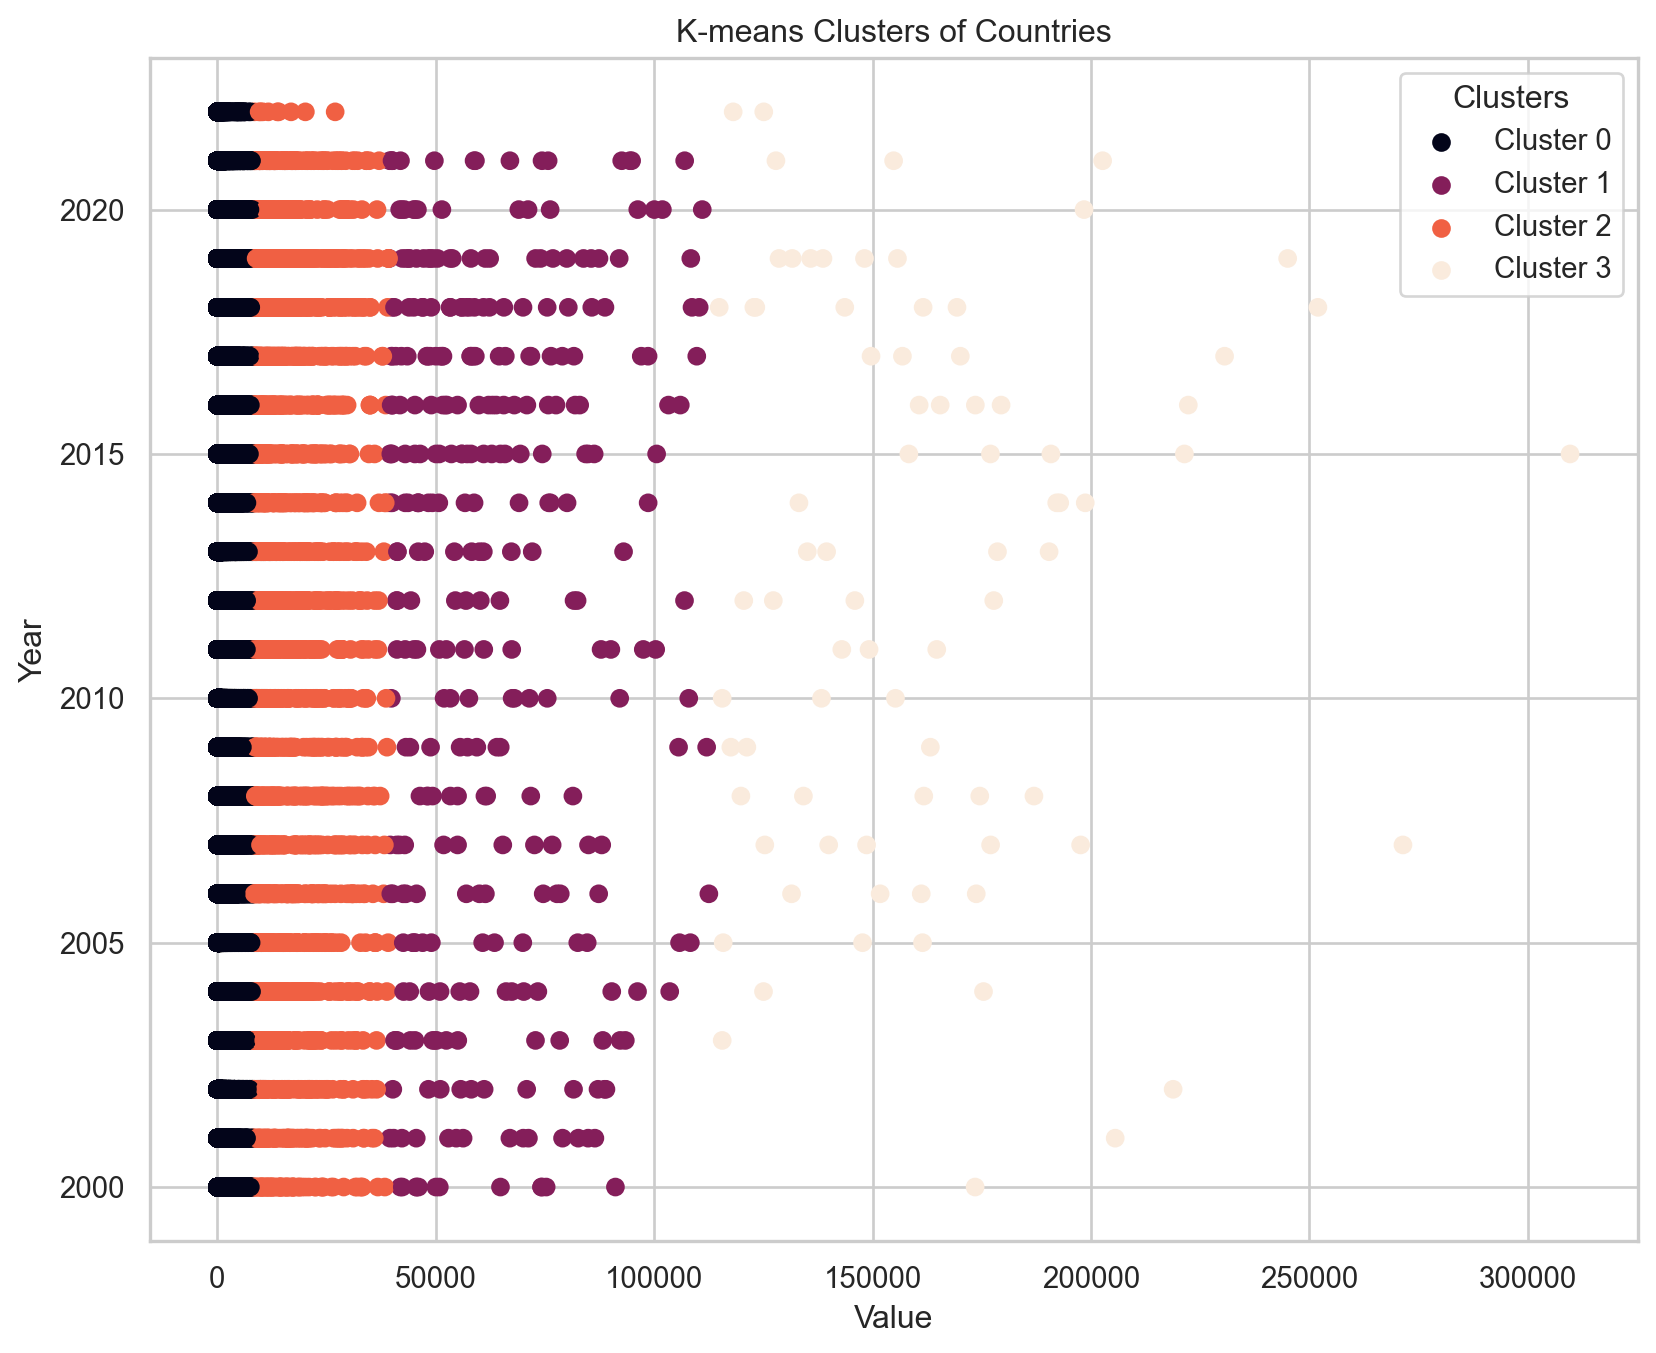 K-means Clusters of Countries
Clusters
Cluster 0
Cluster 1
Cluster 2
Cluster 3
Year
2020
2015
2010
2005
2000
0 50000 100000 150000 200000 250000 300000
Value